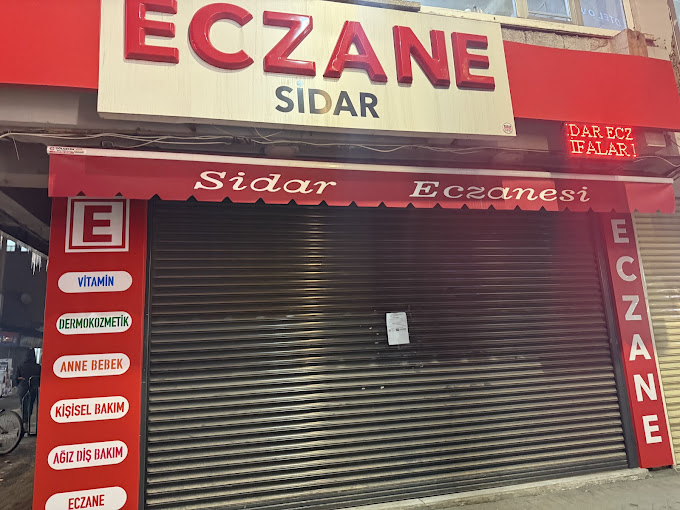 ECZANE
SİDAR
İDAR ECZ
İFALAR
Sidar Eczanesi
E
VİTAMİN
DERMOKOZMETİK
ANNE BEBEK
KİŞİSEL BAKIM
AĞIZ DİŞ BAKIM
ECZANE
ECZANE